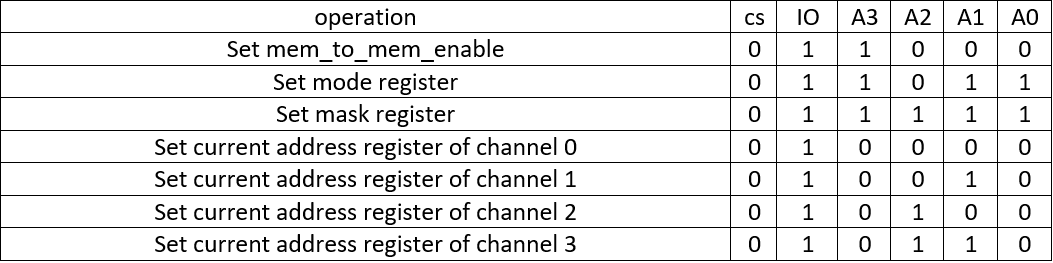 operation cs IO A3 A2 A1 A0
Set mem_to_mem_enable 0 1 1 0 0 0
Set mode register 0 1 1 0 1 1
Set mask register 0 1 1 1 1 1
Set current address register of channel 0 0 1 0 0 0 0
Set current address register of channel 1 0 1 0 0 1 0
Set current address register of channel 2 0 1 0 1 0 0
Set current address register of channel 3 0 1 0 1 1 0